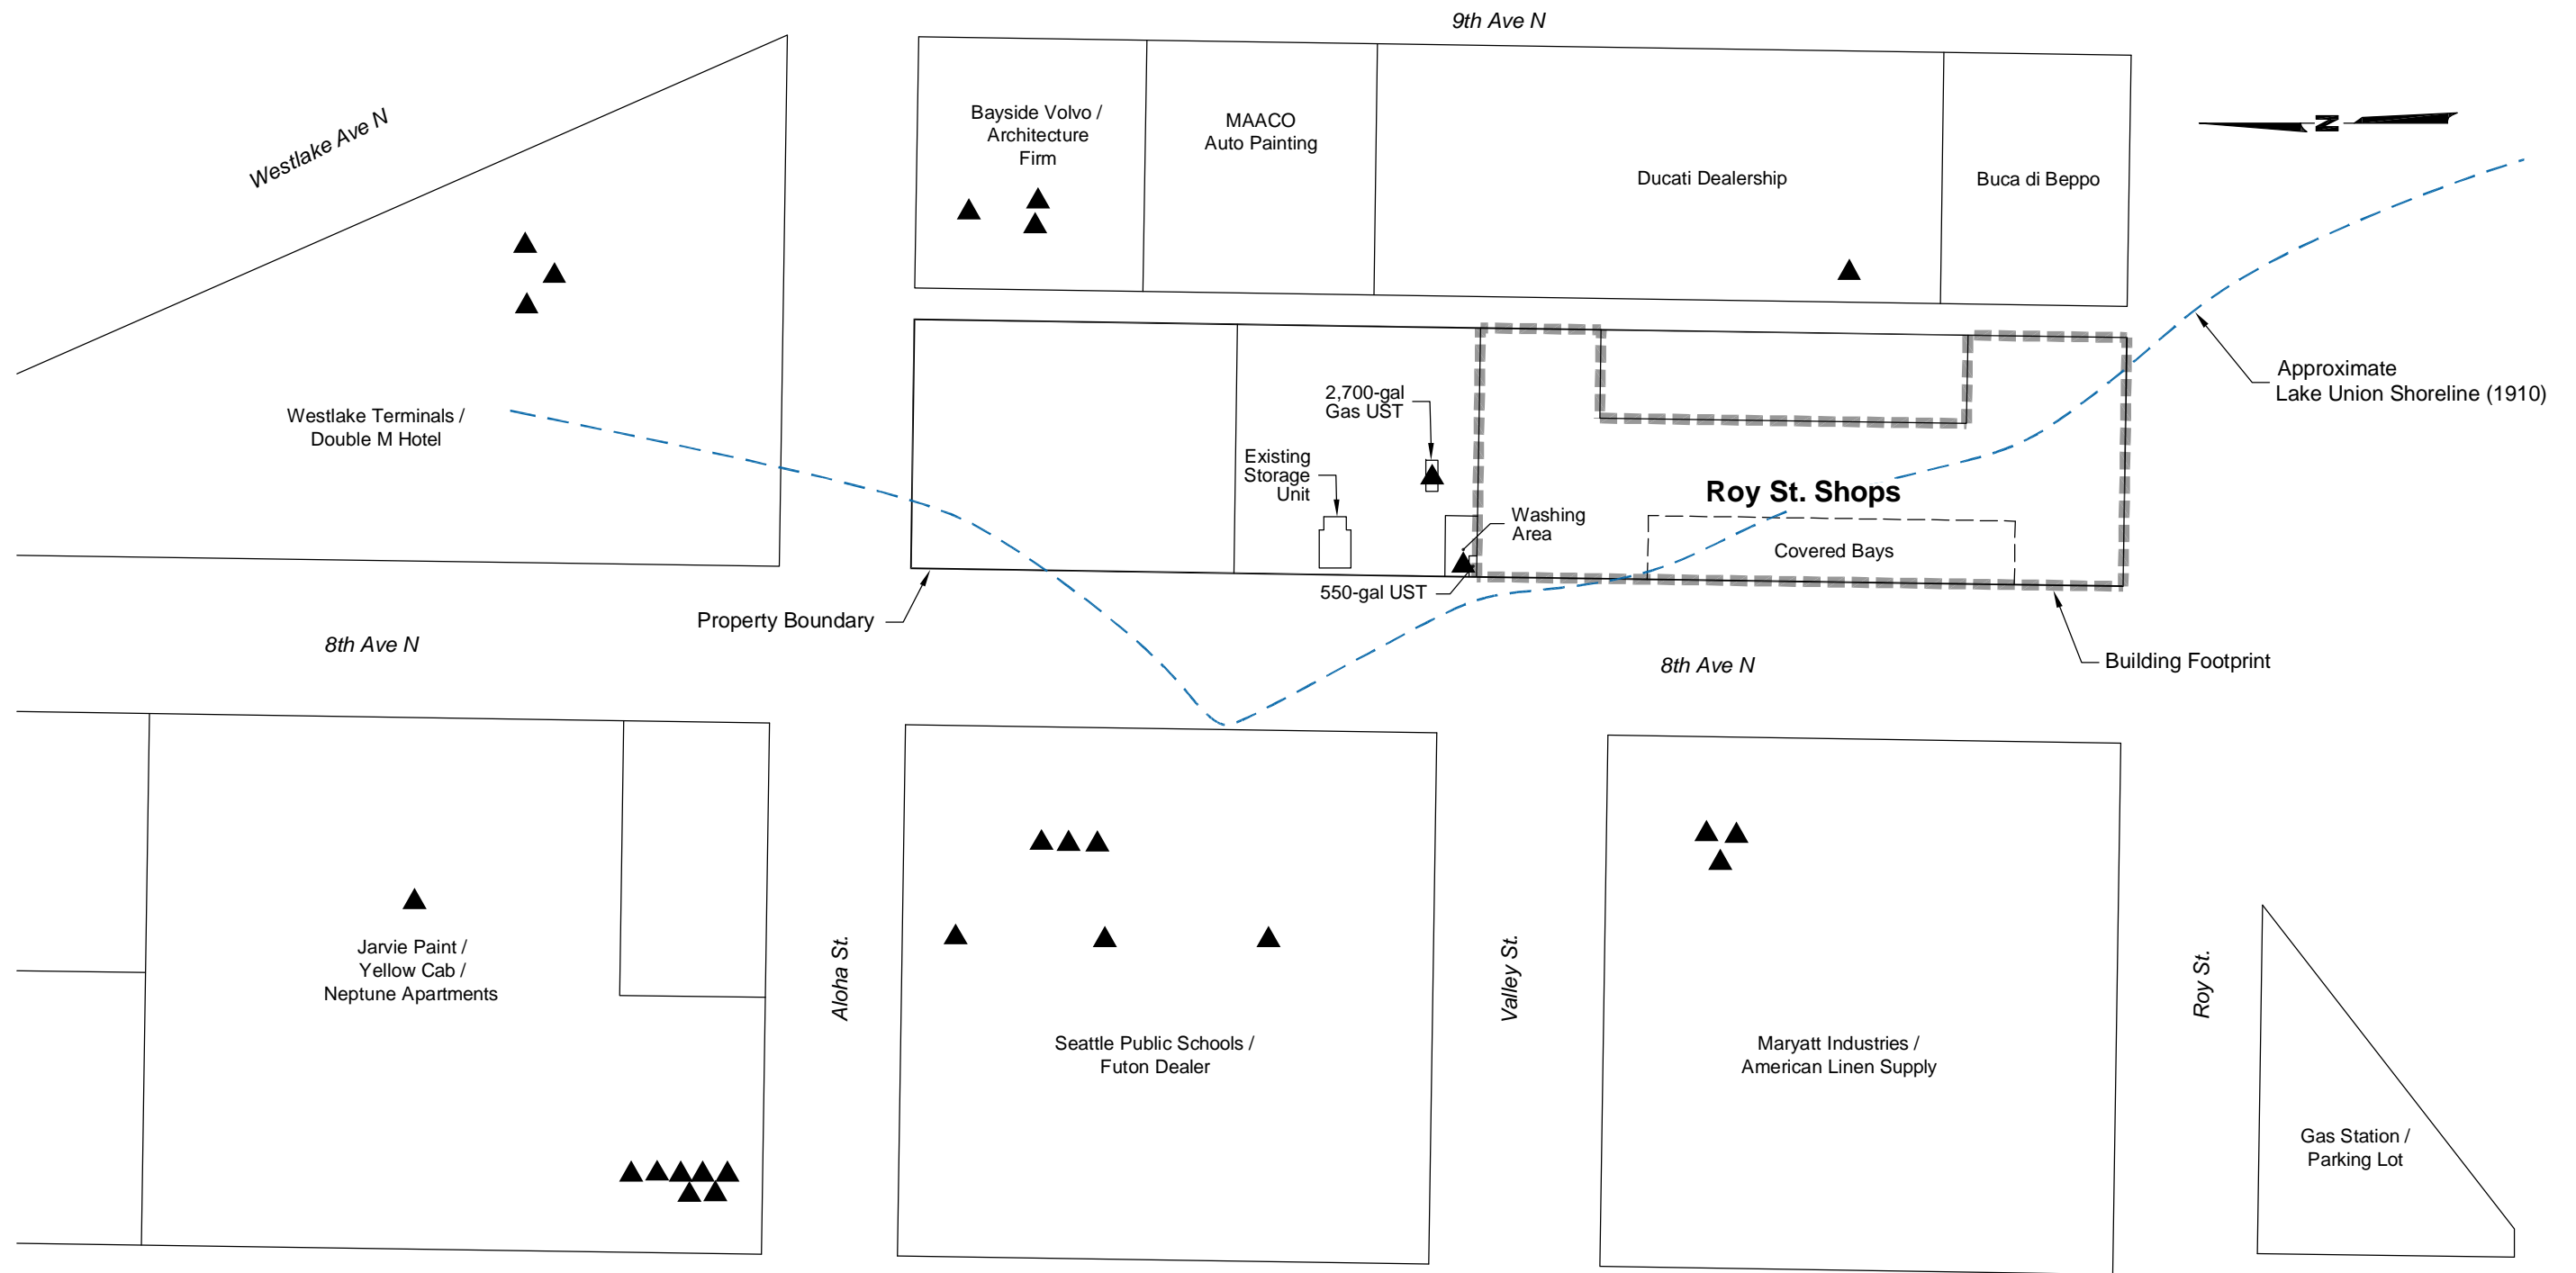 9th Ave N
Westlake Ave N
Bayside Volvo /
Architecture
Firm
MAACO
Auto Painting
Ducati Dealership
Buca di Beppo
N
Westlake Terminals /
Double M Hotel
2,700-gal
Gas UST
Existing
Storage
Unit
Washing
Area
550-gal UST
Roy St. Shops
Covered Bays
Approximate
Lake Union Shoreline (1910)
Property Boundary
Building Footprint
8th Ave N
8th Ave N
Jarvie Paint /
Yellow Cab /
Neptune Apartments
Aloha St.
Seattle Public Schools /
Futon Dealer
Valley St.
Maryatt Industries /
American Linen Supply
Roy St.
Gas Station /
Parking Lot